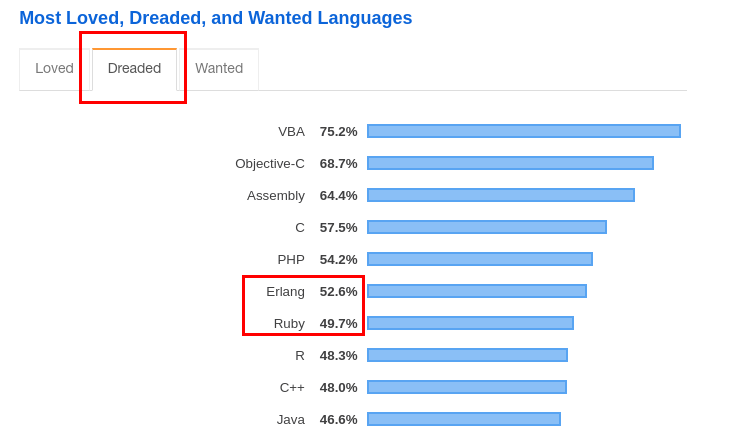 Most Loved, Dreaded, and Wanted Languages
Loved Dreaded Wanted
VBA 75.2%
Objective-C 68.7%
Assembly 64.4%
C 57.5%
PHP 54.2%
Erlang 52.6%
Ruby 49.7%
R 48.3%
C++ 48.0%
Java 46.6%